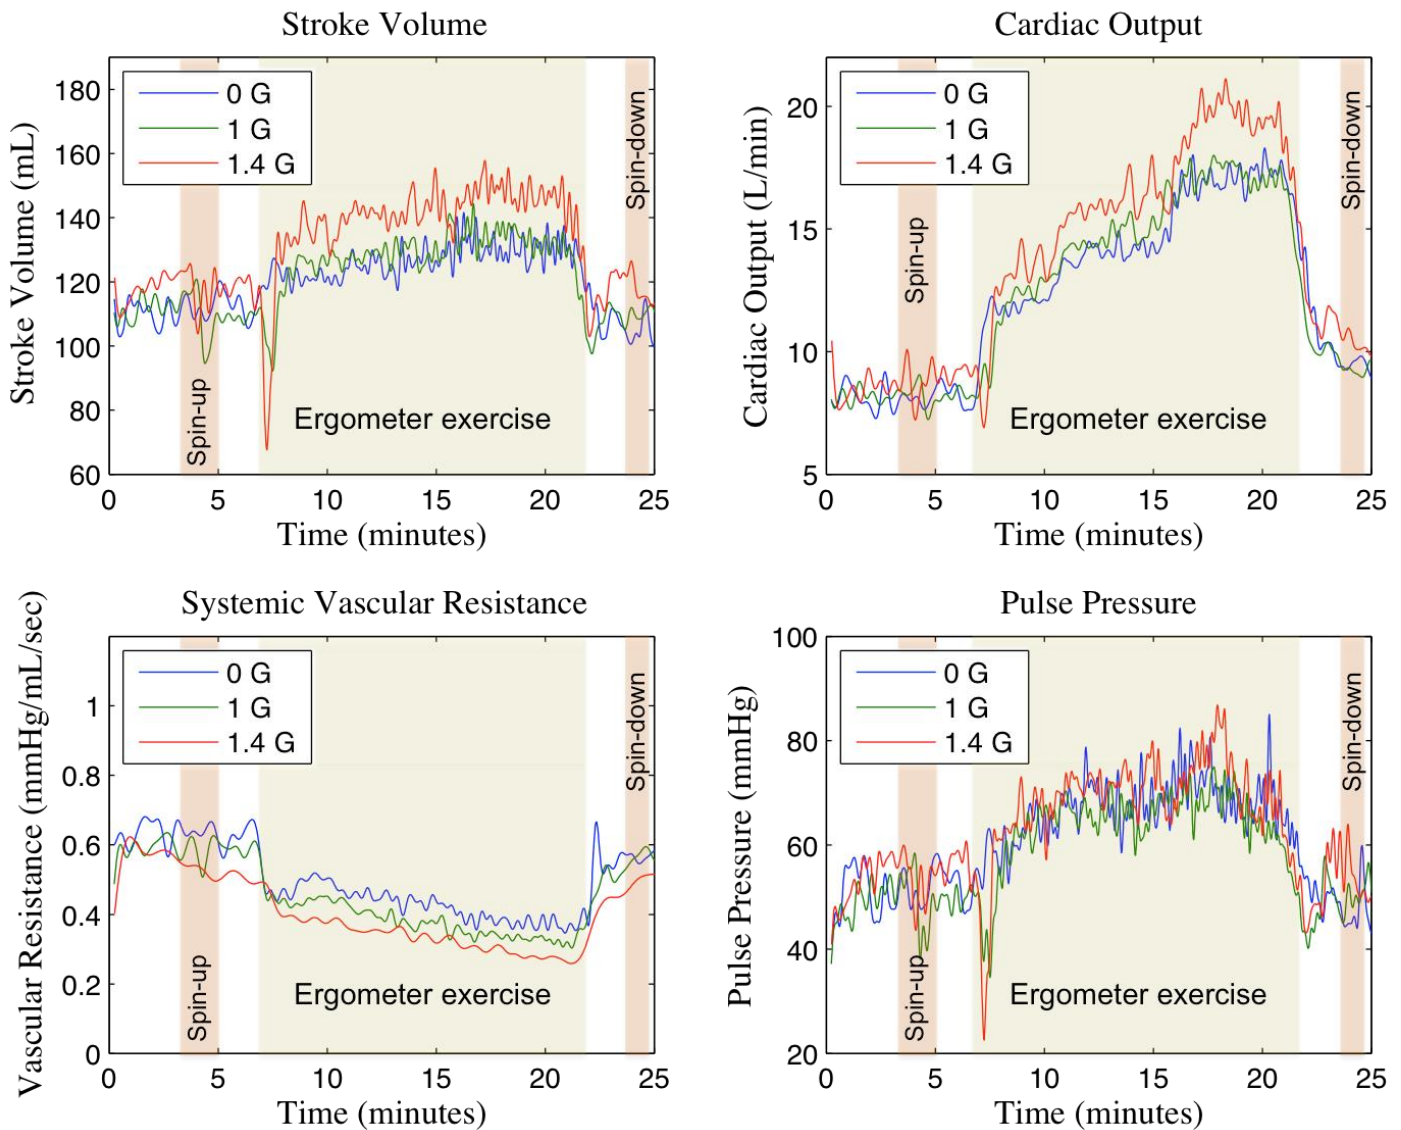 Stroke Volume
Stroke Volume (mL)
180
160
140
120
100
80
60
0 G
1 G
1.4 G
Spin-up
Ergometer exercise
Spin-down
0 5 10 15 20 25
Time (minutes)
Cardiac Output
Cardiac Output (L/min)
20
15
10
5
0 G
1 G
1.4 G
Spin-up
Ergometer exercise
Spin-down
0 5 10 15 20 25
Time (minutes)
Systemic Vascular Resistance
Vascular Resistance (mmHg/mL/sec)
1
0.8
0.6
0.4
0.2
0
0 G
1 G
1.4 G
Spin-up
Ergometer exercise
Spin-down
0 5 10 15 20 25
Time (minutes)
Pulse Pressure
Pulse Pressure (mmHg)
100
80
60
40
20
0 G
1 G
1.4 G
Spin-up
Ergometer exercise
Spin-down
0 5 10 15 20 25
Time (minutes)